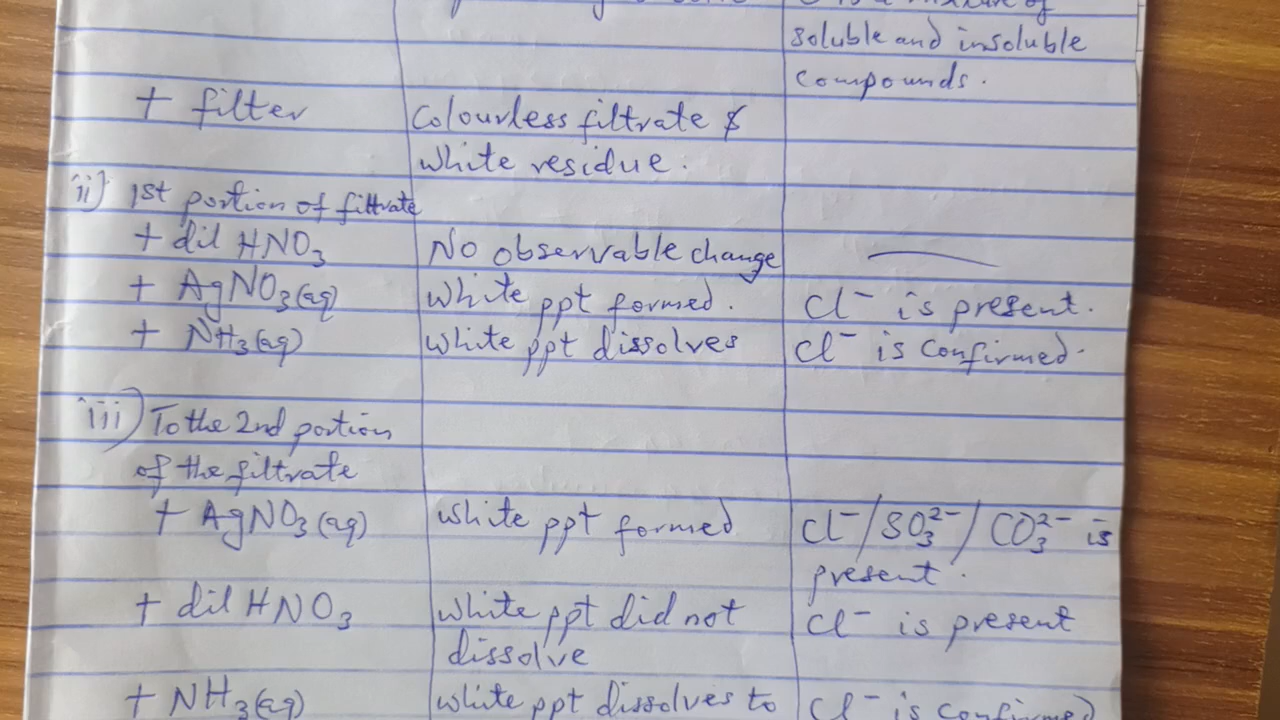 soluble and insoluble
compounds.
+ filter
Colourless filtrate &
white residue.
ii) 1st portion of filtrate
+ dil HNO3
No observable change
+ AgNO3(aq)
White ppt formed.
Cl⁻ is present.
+ NH3(aq)
White ppt dissolves
Cl⁻ is confirmed.
iii) To the 2nd portion
of the filtrate
+ AgNO3(aq)
White ppt formed
Cl⁻/SO3²⁻/CO3²⁻ is
present.
+ dil HNO3
White ppt did not
dissolve
Cl⁻ is present
+ NH3(aq)
White ppt dissolves to
Cl⁻ is confirmed